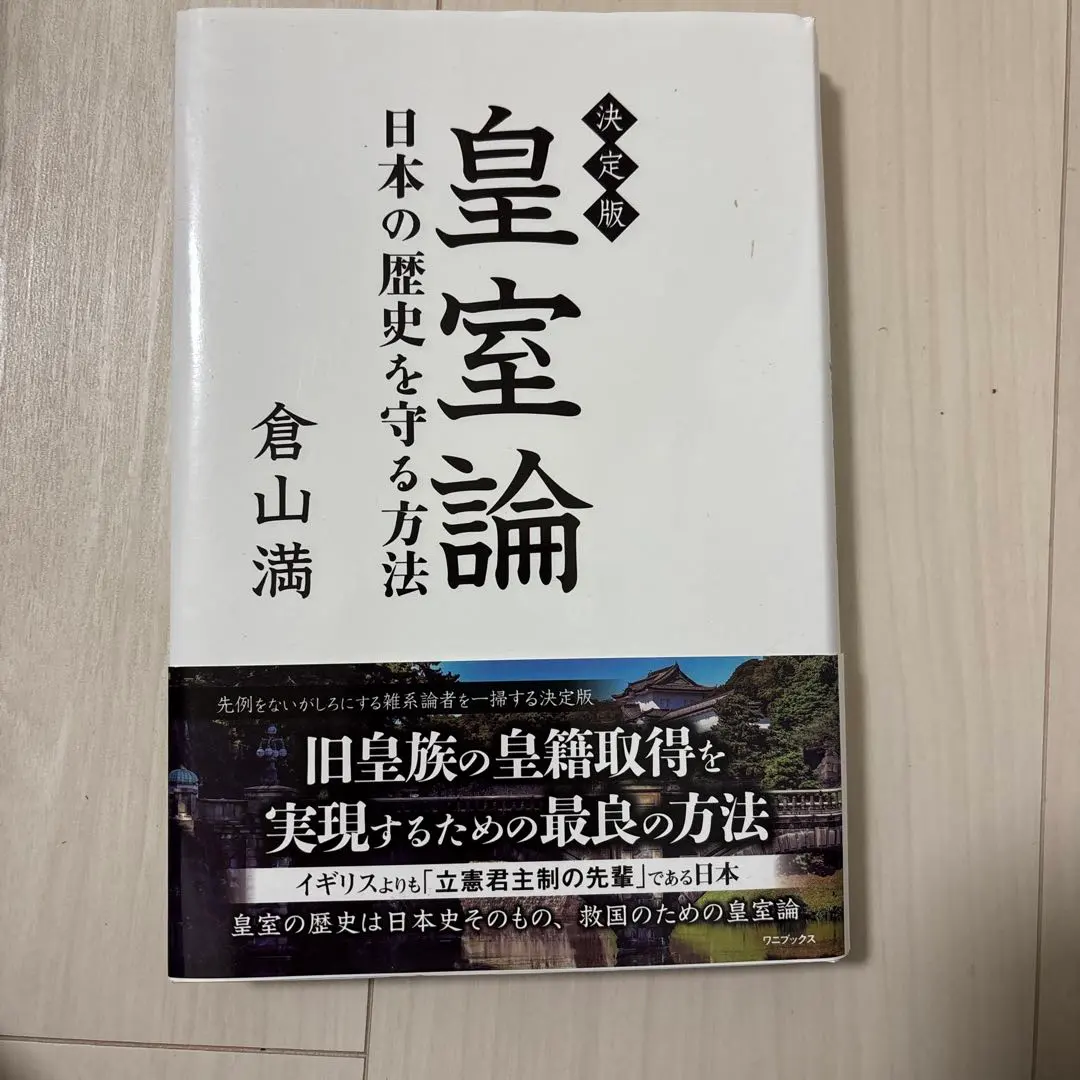 決定版
皇室論
日本の歴史を守る方法
倉山満
先例をないがしろにする雑系論者を一掃する決定版
旧皇族の皇籍取得を
実現するための最良の方法
イギリスよりも「立憲君主制の先輩」である日本
皇室の歴史は日本史そのもの、救国のための皇室論
ワニブックス